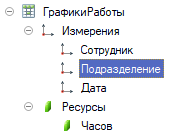 ГрафикиРаботы
Измерения
Сотрудник
Подразделение
Дата
Ресурсы
Часов